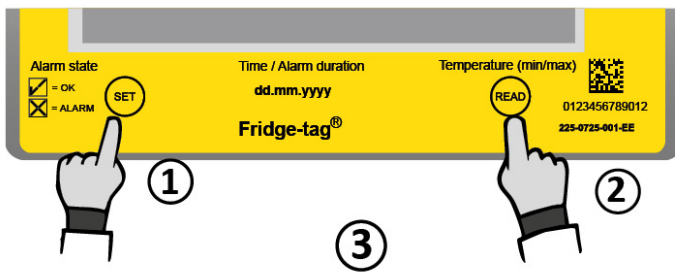 Alarm state
= OK
= ALARM
SET
Time / Alarm duration
dd.mm.yyyy
Fridge-tag®
Temperature (min/max)
READ
0123456789012
225-0725-001-EE
1
2
3